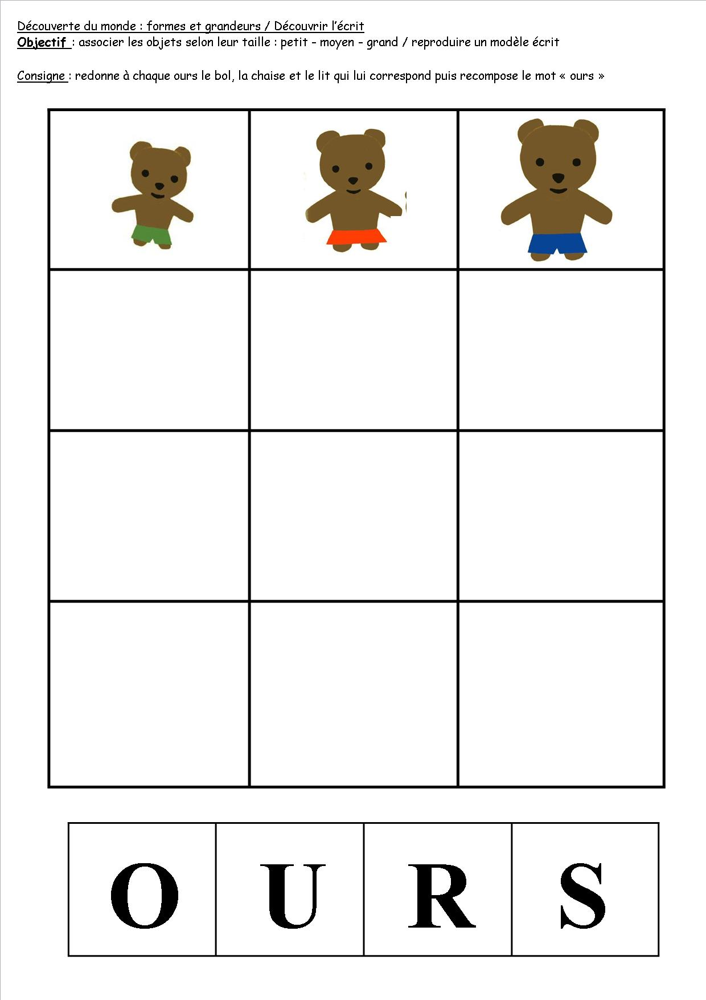 Découverte du monde : formes et grandeurs / Découvrir l'écrit
Objectif : associer les objets selon leur taille : petit - moyen - grand / reproduire un modèle écrit
Consigne : redonne à chaque ours le bol, la chaise et le lit qui lui correspond puis recompose le mot « ours »
O U R S